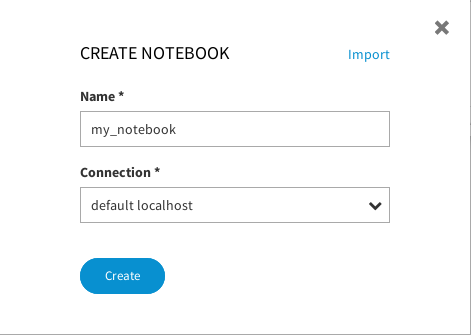 CREATE NOTEBOOK
Import
Name *
my_notebook
Connection *
default localhost
Create